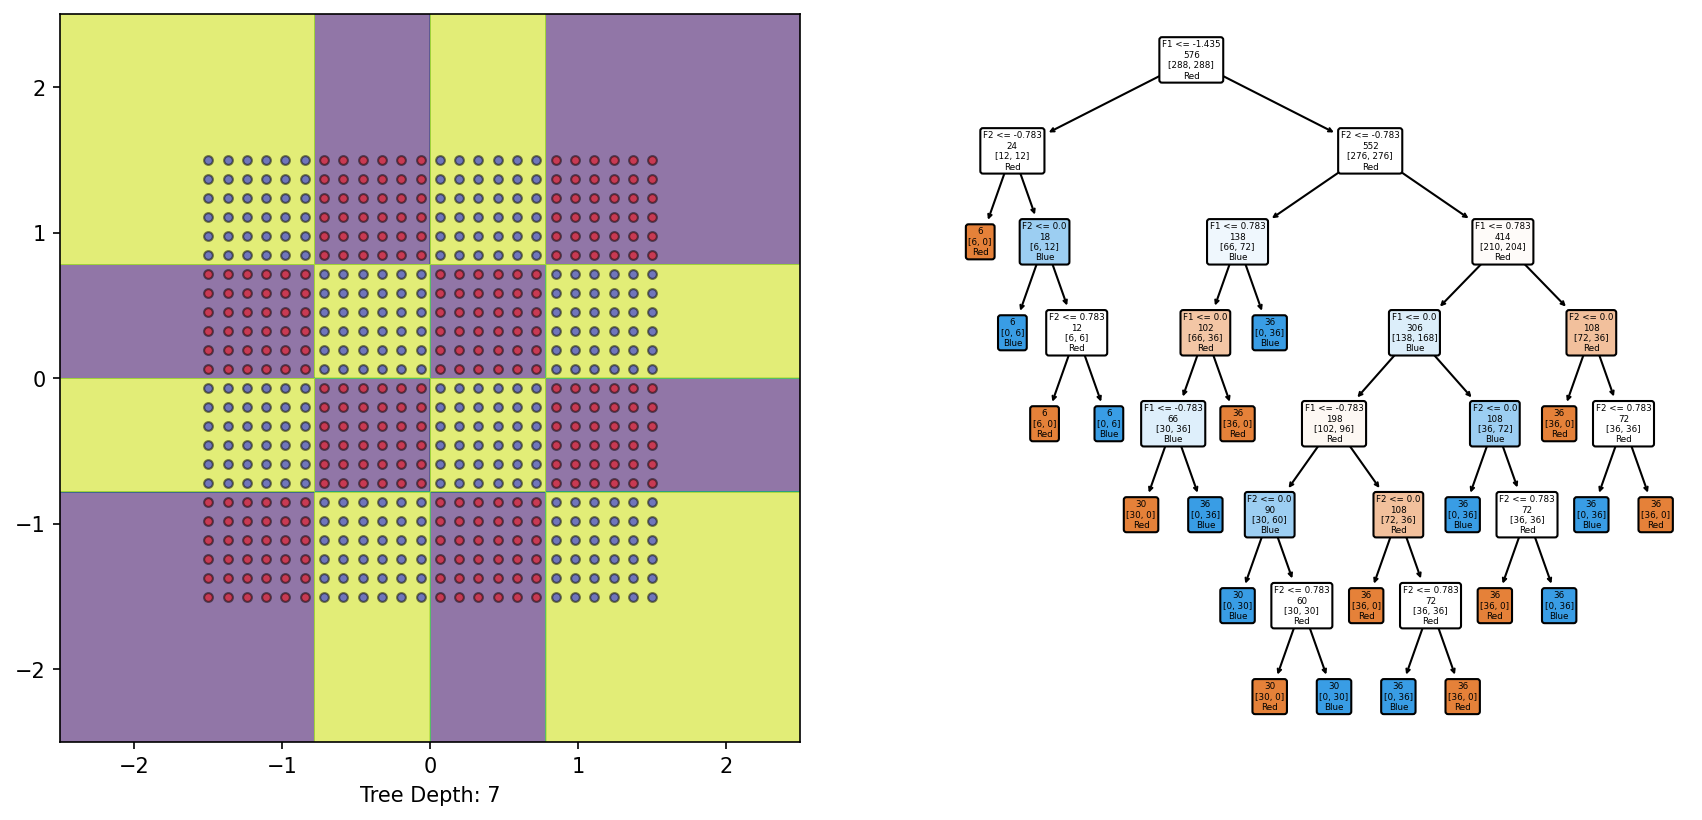 2
1
0
−1
−2
−2
−1
0
1
2
Tree Depth: 7
F1 <= -1.435
576
[288, 288]
Red
F2 <= -0.783
24
[12, 12]
Red
F2 <= -0.783
552
[276, 276]
Red
6
[6, 0]
Red
F2 <= 0.0
18
[6, 12]
Blue
F1 <= 0.783
138
[66, 72]
Blue
F1 <= 0.783
414
[210, 204]
Red
6
[0, 6]
Blue
F2 <= 0.783
12
[6, 6]
Red
F1 <= 0.0
102
[66, 36]
Red
36
[0, 36]
Blue
F1 <= 0.0
306
[138, 168]
Blue
F2 <= 0.0
108
[72, 36]
Red
6
[6, 0]
Red
6
[0, 6]
Blue
F1 <= -0.783
66
[30, 36]
Blue
36
[36, 0]
Red
F1 <= -0.783
198
[102, 96]
Red
F2 <= 0.0
108
[36, 72]
Blue
36
[36, 0]
Red
F2 <= 0.783
72
[36, 36]
Red
30
[30, 0]
Red
36
[0, 36]
Blue
F2 <= 0.0
90
[30, 60]
Blue
F2 <= 0.0
108
[72, 36]
Red
36
[0, 36]
Blue
F2 <= 0.783
72
[36, 36]
Red
36
[0, 36]
Blue
36
[36, 0]
Red
30
[0, 30]
Blue
F2 <= 0.783
60
[30, 30]
Red
36
[36, 0]
Red
F2 <= 0.783
72
[36, 36]
Red
36
[36, 0]
Red
36
[0, 36]
Blue
30
[30, 0]
Red
30
[0, 30]
Blue
36
[0, 36]
Blue
36
[36, 0]
Red